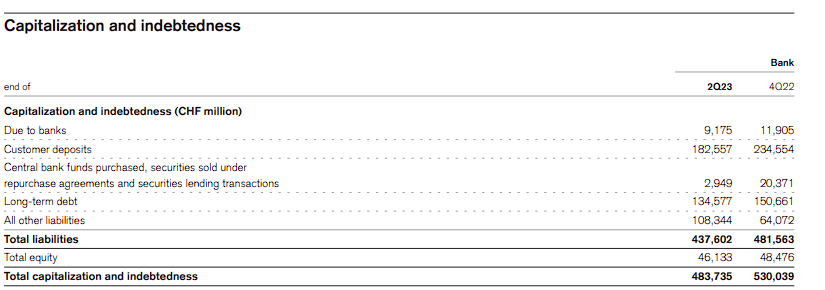 Capitalization and indebtedness
Bank
end of 2Q23 4Q22
Capitalization and indebtedness (CHF million)
Due to banks 9,175 11,905
Customer deposits 182,557 234,554
Central bank funds purchased, securities sold under
repurchase agreements and securities lending transactions 2,949 20,371
Long-term debt 134,577 150,661
All other liabilities 108,344 64,072
Total liabilities 437,602 481,563
Total equity 46,133 48,476
Total capitalization and indebtedness 483,735 530,039